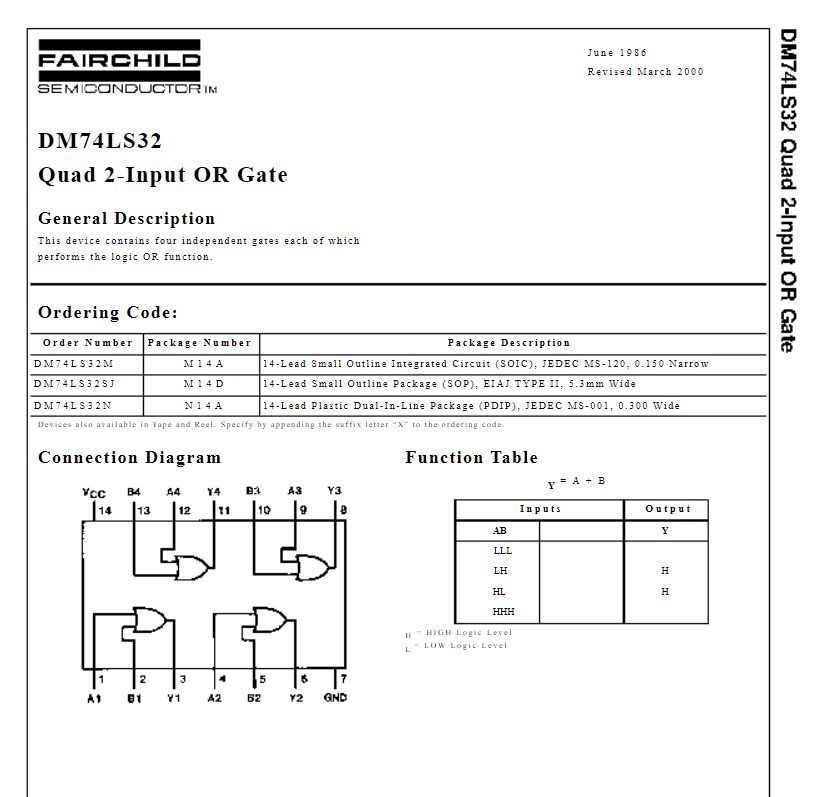 FAIRCHILD
SEMICONDUCTOR™
June 1986
Revised March 2000
DM74LS32 Quad 2-Input OR Gate
DM74LS32
Quad 2-Input OR Gate
General Description
This device contains four independent gates each of which
performs the logic OR function.
Ordering Code:
Order Number Package Number Package Description
DM74LS32M M14A 14-Lead Small Outline Integrated Circuit (SOIC), JEDEC MS-120, 0.150 Narrow
DM74LS32SJ M14D 14-Lead Small Outline Package (SOP), EIAJ TYPE II, 5.3mm Wide
DM74LS32N N14A 14-Lead Plastic Dual-In-Line Package (PDIP), JEDEC MS-001, 0.300 Wide
Devices also available in Tape and Reel. Specify by appending the suffix letter "X" to the ordering code.
Connection Diagram
VCC B4 A4 Y4 B3 A3 Y3
14 13 12 11 10 9 8
1 2 3 4 5 6 7
A1 B1 Y1 A2 B2 Y2 GND
Function Table
Y = A + B
Inputs Output
AB Y
LLL
LH H
HL H
HHH
H = HIGH Logic Level
L = LOW Logic Level